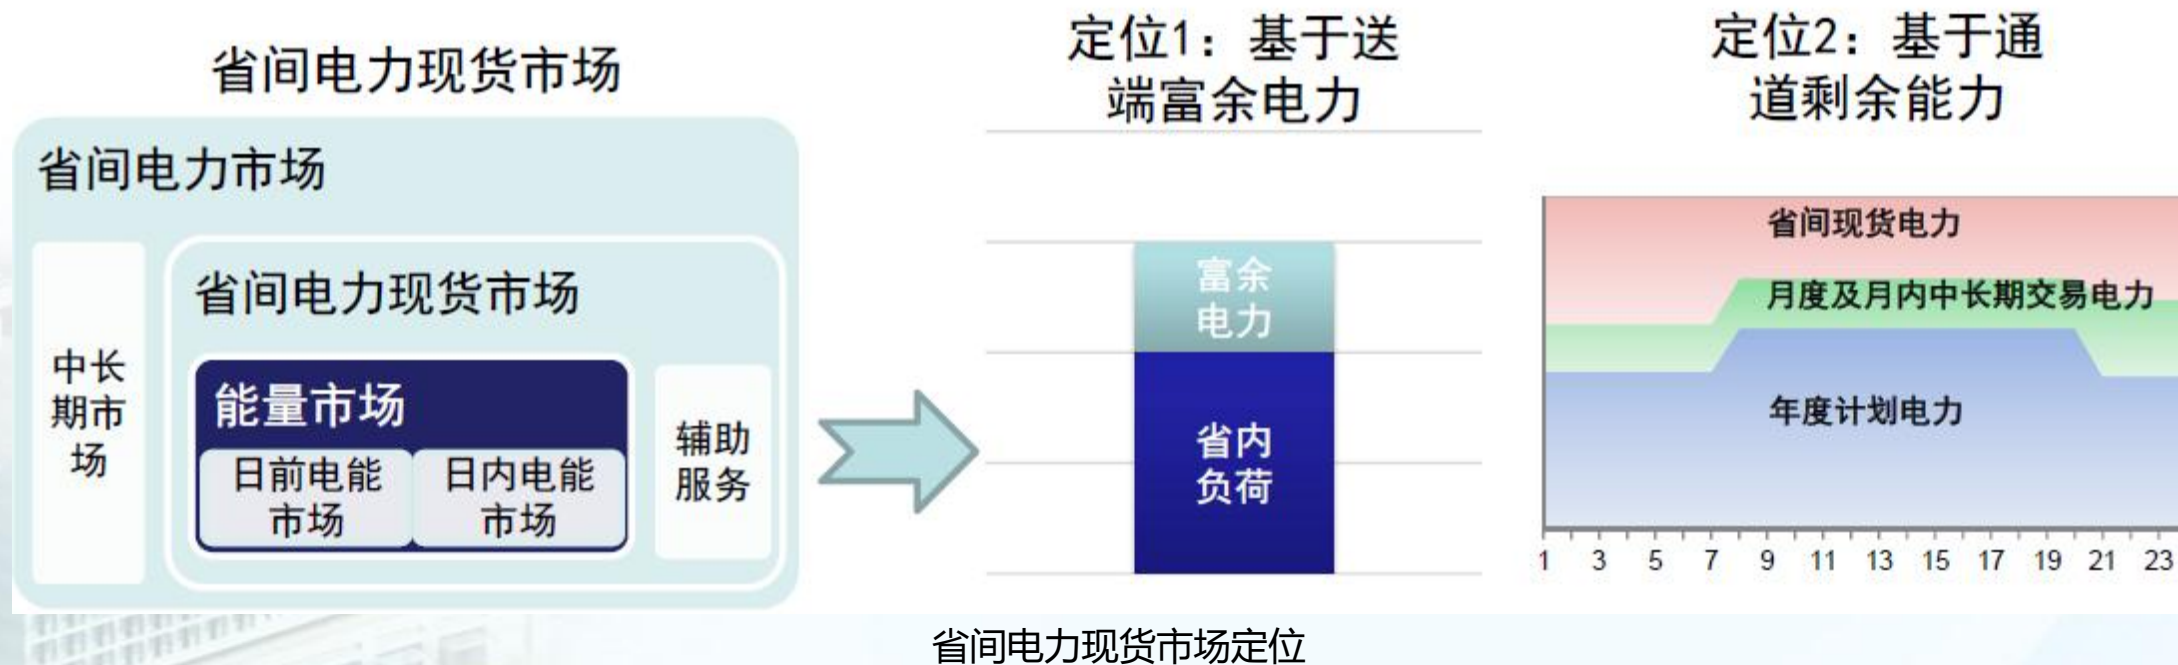 省间电力现货市场
省间电力市场
中长
期市
场
省间电力现货市场
能量市场
日前电能
市场
日内电能
市场
辅助
服务
定位1：基于送
端富余电力
富余
电力
省内
负荷
定位2：基于通
道剩余能力
省间现货电力
月度及月内中长期交易电力
年度计划电力
1 3 5 7 9 11 13 15 17 19 21 23
省间电力现货市场定位